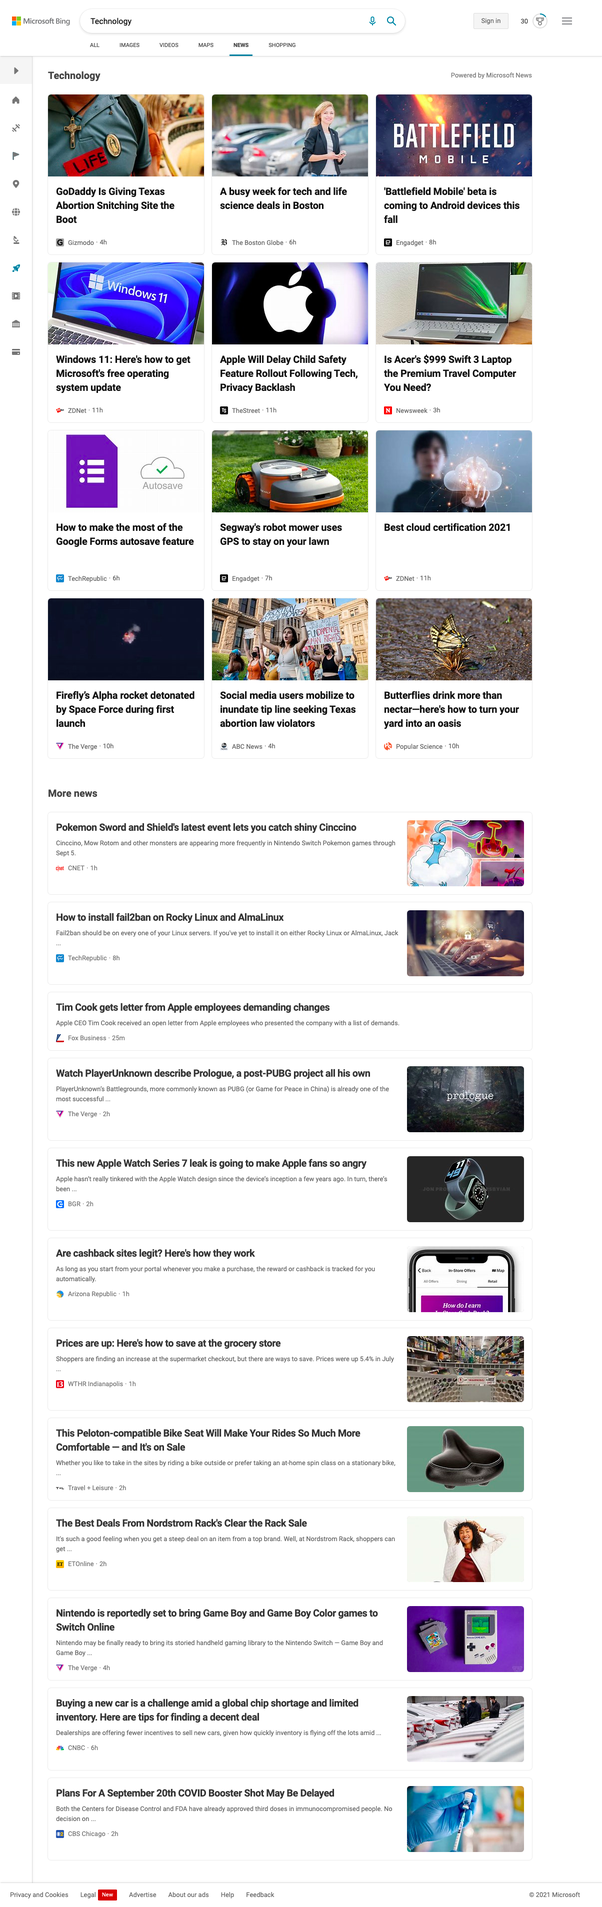 Microsoft Bing
Technology
Sign in
30
ALL IMAGES VIDEOS MAPS NEWS SHOPPING
Technology
Powered by Microsoft News
LIFE
GoDaddy Is Giving Texas
Abortion Snitching Site the
Boot
Gizmodo · 4h
A busy week for tech and life
science deals in Boston
The Boston Globe · 6h
BATTLEFIELD
MOBILE
'Battlefield Mobile' beta is
coming to Android devices this
fall
Engadget · 8h
Windows 11
Windows 11: Here's how to get
Microsoft's free operating
system update
ZDNet · 11h
Apple Will Delay Child Safety
Feature Rollout Following Tech,
Privacy Backlash
TheStreet · 11h
Is Acer's $999 Swift 3 Laptop
the Premium Travel Computer
You Need?
Newsweek · 3h
Autosave
How to make the most of the
Google Forms autosave feature
TechRepublic · 6h
Segway's robot mower uses
GPS to stay on your lawn
Engadget · 7h
Best cloud certification 2021
ZDNet · 11h
Firefly's Alpha rocket detonated
by Space Force during first
launch
The Verge · 10h
Social media users mobilize to
inundate tip line seeking Texas
abortion law violators
ABC News · 4h
Butterflies drink more than
nectar—here's how to turn your
yard into an oasis
Popular Science · 10h
More news
Pokemon Sword and Shield's latest event lets you catch shiny Cinccino
Cinccino, Mow Rotom and other monsters are appearing more frequently in Nintendo Switch Pokemon games through
Sept 5.
CNET · 1h
How to install fail2ban on Rocky Linux and AlmaLinux
Fail2ban should be on every one of your Linux servers. If you've yet to install it on either Rocky Linux or AlmaLinux, Jack
...
TechRepublic · 8h
Tim Cook gets letter from Apple employees demanding changes
Apple CEO Tim Cook received an open letter from Apple employees who presented the company with a list of demands.
Fox Business · 25m
Watch PlayerUnknown describe Prologue, a post-PUBG project all his own
PlayerUnknown's Battlegrounds, more commonly known as PUBG (or Game for Peace in China) is already one of the
most successful ...
The Verge · 2h
prologue
This new Apple Watch Series 7 leak is going to make Apple fans so angry
Apple hasn't really tinkered with the Apple Watch design since the device's inception a few years ago. In turn, there's
been ...
BGR · 2h
Are cashback sites legit? Here's how they work
As long as you start from your portal whenever you make a purchase, the reward or cashback is tracked for you
automatically.
Arizona Republic · 1h
Back In-Store Offers Map
All Offers Dining Retail
How do I earn
Prices are up: Here's how to save at the grocery store
Shoppers are finding an increase at the supermarket checkout, but there are ways to save. Prices were up 5.4% in July
...
WTHR Indianapolis · 1h
This Peloton-compatible Bike Seat Will Make Your Rides So Much More
Comfortable — and It's on Sale
Whether you like to take in the sites by riding a bike outside or prefer taking an at-home spin class on a stationary bike,
...
Travel + Leisure · 2h
The Best Deals From Nordstrom Rack's Clear the Rack Sale
It's such a good feeling when you get a steep deal on an item from a top brand. Well, at Nordstrom Rack, shoppers can
get ...
ETOnline · 2h
Nintendo is reportedly set to bring Game Boy and Game Boy Color games to
Switch Online
Nintendo may be finally ready to bring its storied handheld gaming library to the Nintendo Switch — Game Boy and
Game Boy ...
The Verge · 4h
Buying a new car is a challenge amid a global chip shortage and limited
inventory. Here are tips for finding a decent deal
Dealerships are offering fewer incentives to sell new cars, given how quickly inventory is flying off the lots amid ...
CNBC · 6h
Plans For A September 20th COVID Booster Shot May Be Delayed
Both the Centers for Disease Control and FDA have already approved third doses in immunocompromised people. No
decision on ...
CBS Chicago · 2h
Privacy and Cookies Legal New Advertise About our ads Help Feedback
© 2021 Microsoft